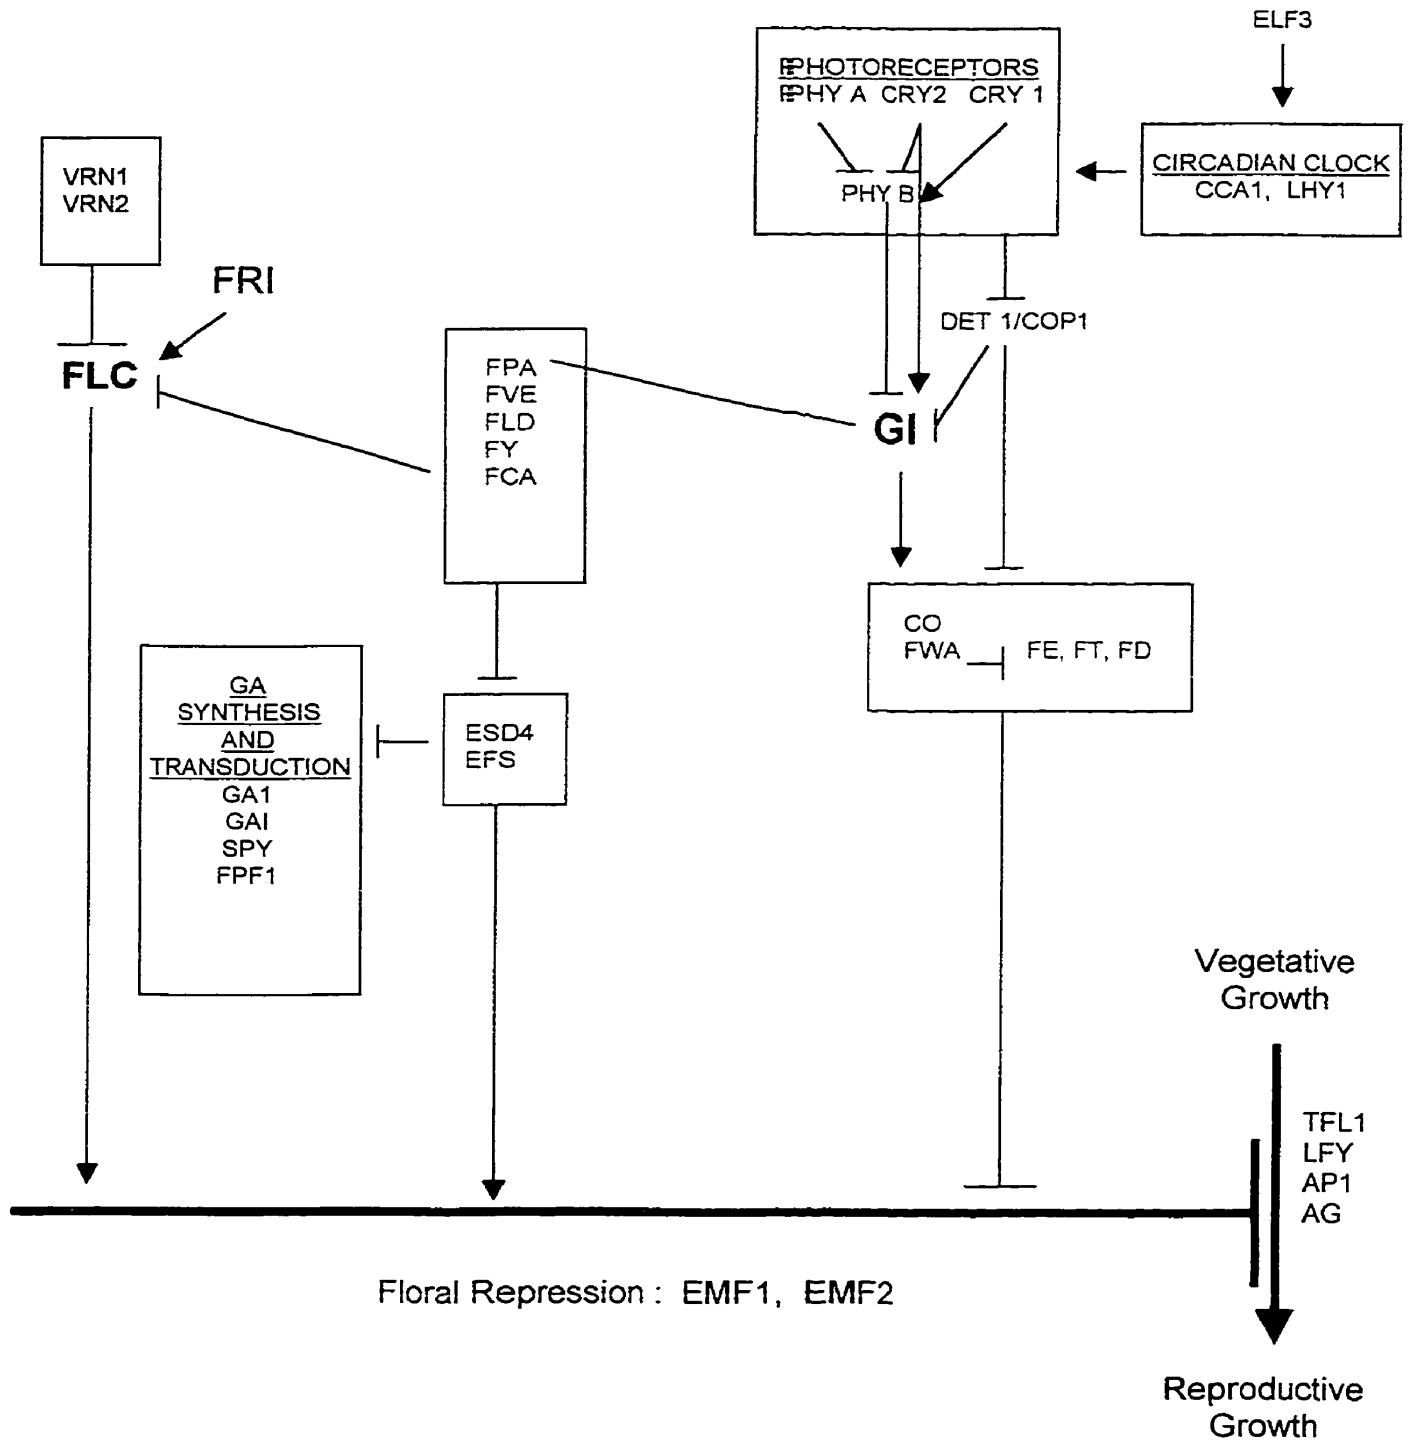 ELF3
PHOTORECEPTORS
PHY A CRY2 CRY 1
PHY B
CIRCADIAN CLOCK
CCA1, LHY1
VRN1
VRN2
FRI
FLC
DET 1/COP1
FPA
FVE
FLD
FY
FCA
GI
CO
FWA
FE, FT, FD
GA
SYNTHESIS
AND
TRANSDUCTION
GA1
GAI
SPY
FPF1
ESD4
EFS
Vegetative
Growth
TFL1
LFY
AP1
AG
Floral Repression : EMF1, EMF2
Reproductive
Growth